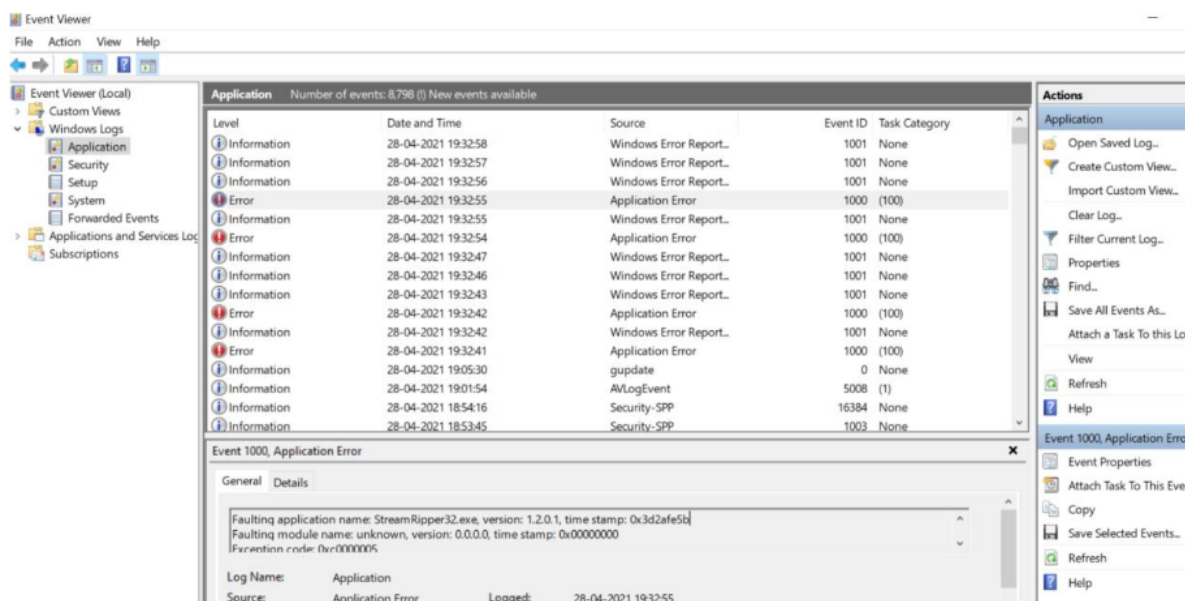 Event Viewer
File Action View Help
Event Viewer (Local)
Custom Views
Windows Logs
Application
Security
Setup
System
Forwarded Events
Applications and Services Log
Subscriptions
Application Number of events: 8,798 (!) New events available
Level Date and Time Source Event ID Task Category
Information 28-04-2021 19:32:58 Windows Error Report... 1001 None
Information 28-04-2021 19:32:57 Windows Error Report... 1001 None
Information 28-04-2021 19:32:56 Windows Error Report... 1001 None
Error 28-04-2021 19:32:55 Application Error 1000 (100)
Information 28-04-2021 19:32:55 Windows Error Report... 1001 None
Error 28-04-2021 19:32:54 Application Error 1000 (100)
Information 28-04-2021 19:32:47 Windows Error Report... 1001 None
Information 28-04-2021 19:32:46 Windows Error Report... 1001 None
Information 28-04-2021 19:32:43 Windows Error Report... 1001 None
Error 28-04-2021 19:32:42 Application Error 1000 (100)
Information 28-04-2021 19:32:42 Windows Error Report... 1001 None
Error 28-04-2021 19:32:41 Application Error 1000 (100)
Information 28-04-2021 19:05:30 gupdate 0 None
Information 28-04-2021 19:01:54 AVLogEvent 5008 (1)
Information 28-04-2021 18:54:16 Security-SPP 16384 None
Information 28-04-2021 18:53:45 Security-SPP 1003 None
Event 1000, Application Error
General Details
Faulting application name: StreamRipper32.exe, version: 1.2.0.1, time stamp: 0x3d2afe5b
Faulting module name: unknown, version: 0.0.0.0, time stamp: 0x00000000
Exception code: 0xc0000005
Log Name: Application
Source: Application Error Logged: 28-04-2021 19:32:55
Actions
Application
Open Saved Log...
Create Custom View...
Import Custom View...
Clear Log...
Filter Current Log...
Properties
Find...
Save All Events As...
Attach a Task To this Lo
View
Refresh
Help
Event 1000, Application Erro
Event Properties
Attach Task To This Eve
Copy
Save Selected Events...
Refresh
Help